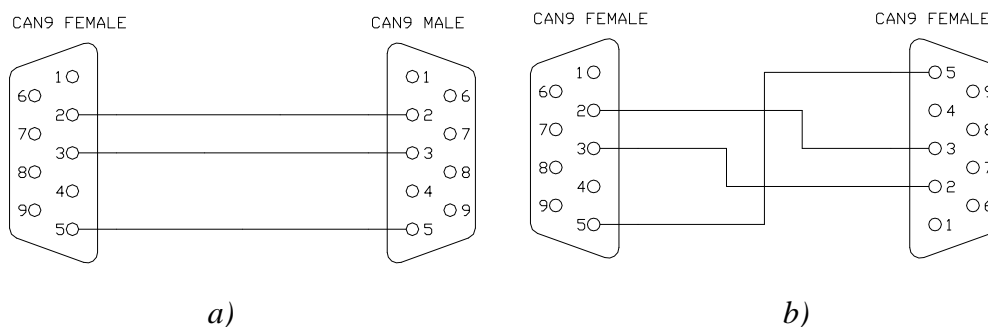 CAN9 FEMALE CAN9 MALE CAN9 FEMALE CAN9 FEMALE
1 1 1 5
6 6 6 9
2 2 2 4
7 7 7 8
3 3 3 3
8 8 8 7
4 4 4 2
9 9 9 6
5 5 5 1
a) b)